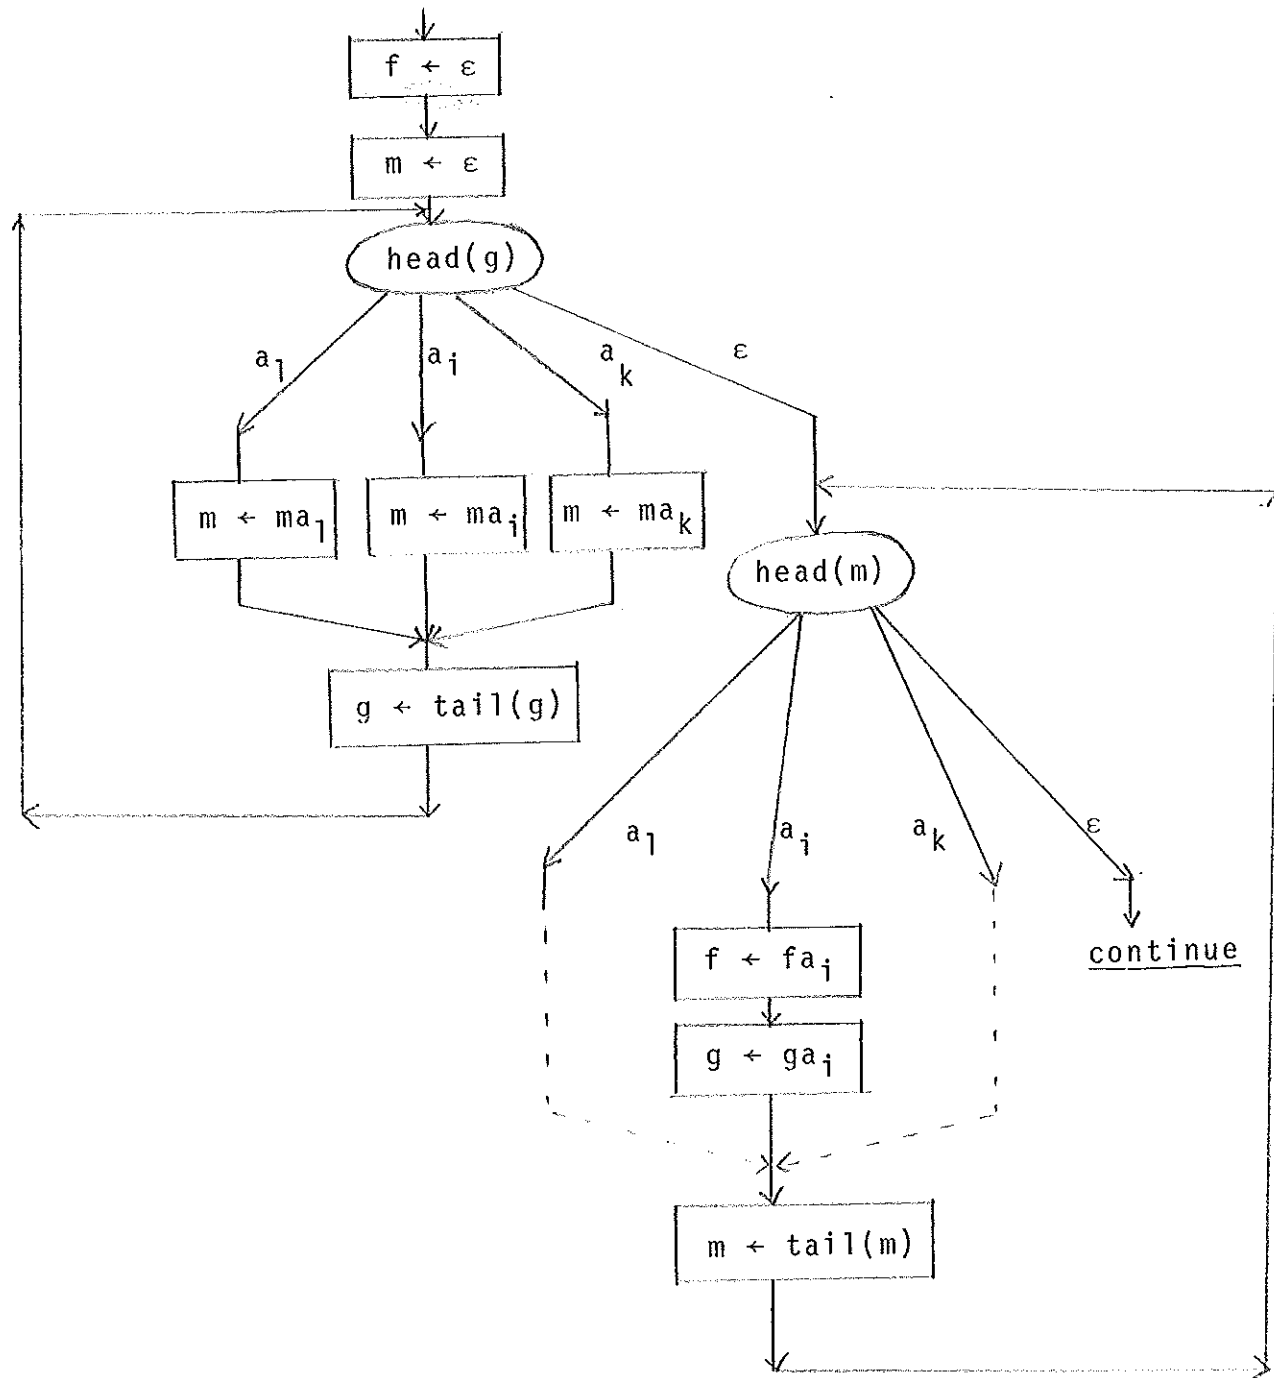 f ← ε
m ← ε
head(g)
a₁ aᵢ aₖ ε
m ← ma₁
m ← maᵢ
m ← maₖ
head(m)
g ← tail(g)
a₁ aᵢ aₖ ε
f ← faᵢ
continue
g ← gaᵢ
m ← tail(m)